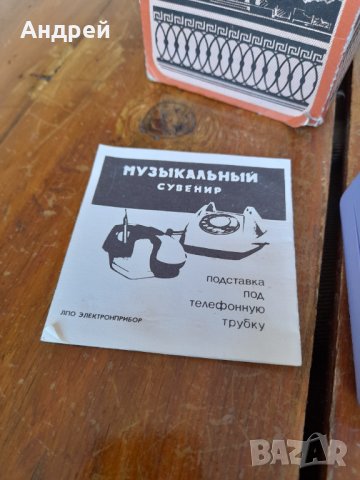 Андрей
МУЗЫКАЛЬНЫЙ
СУВЕНИР
подставка
под
телефонную
трубку
ЛПО ЭЛЕКТРОНПРИБОР
BAZAR